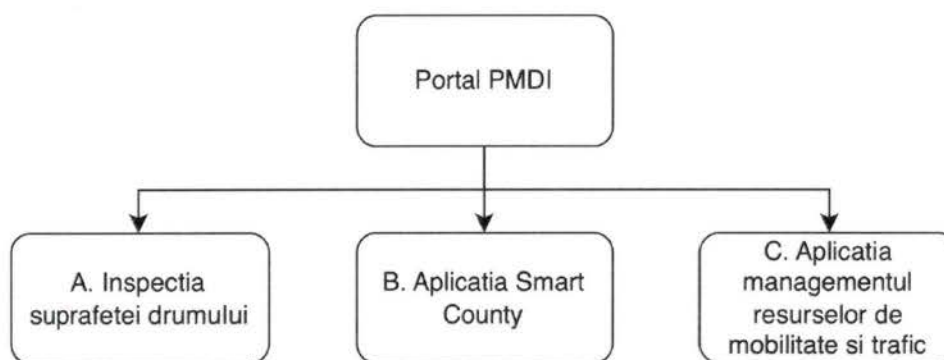 Portal PMDI
A. Inspectia
suprafetei drumului
B. Aplicatia Smart
County
C. Aplicatia
managementul
resurselor de
mobilitate si trafic